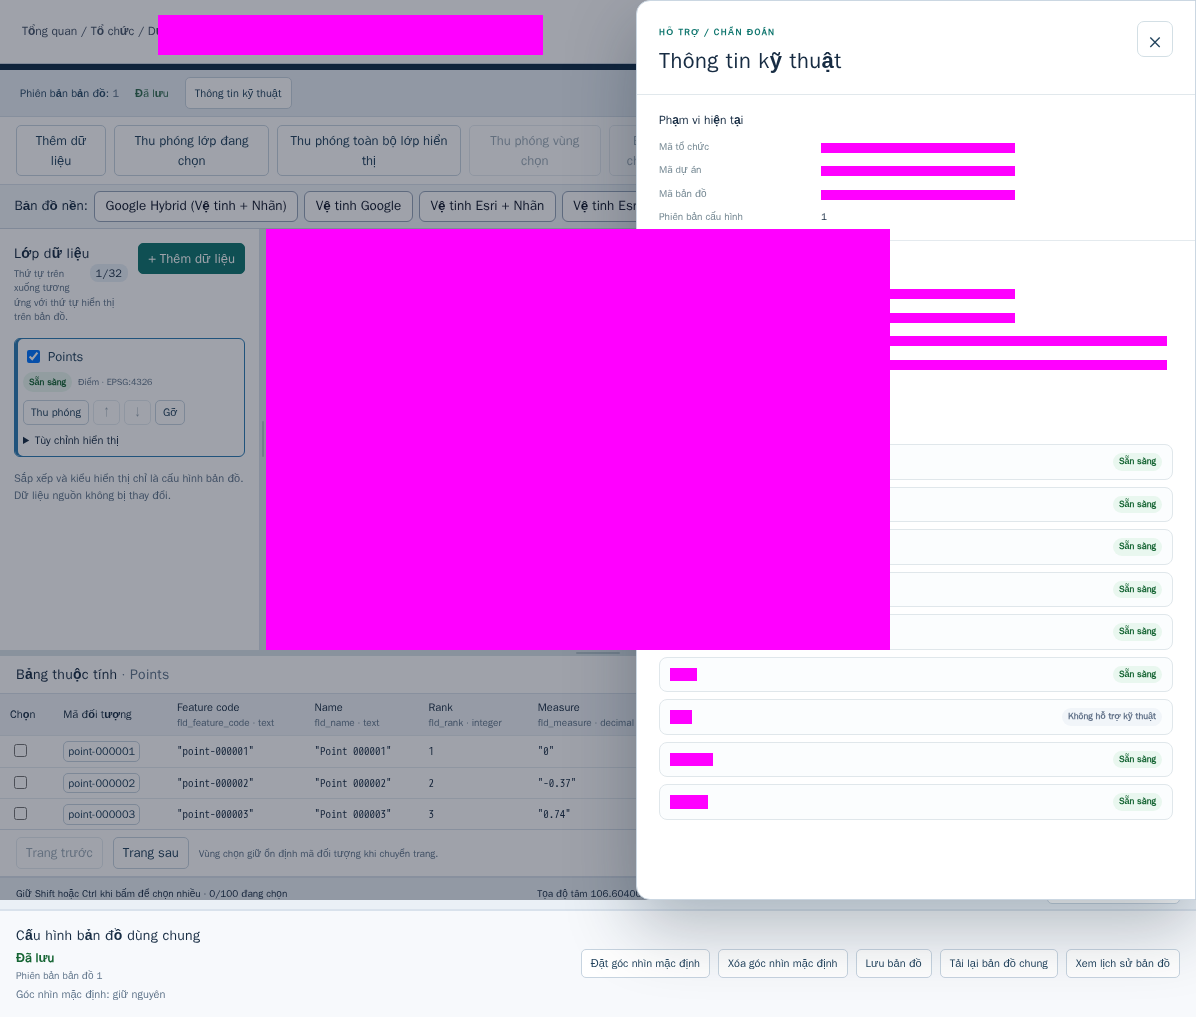 Tổng quan / Tổ chức /
Phiên bản bản đồ: 1 Đã lưu Thông tin kỹ thuật
Thêm dữ liệu
Thu phóng lớp đang chọn
Thu phóng toàn bộ lớp hiển thị
Thu phóng vùng chọn
Bản đồ nền: Google Hybrid (Vệ tinh + Nhãn) Vệ tinh Google Vệ tinh Esri + Nhãn Vệ tinh
Lớp dữ liệu
Thứ tự trên xuống tương ứng với thứ tự hiển thị trên bản đồ.
1/32
+ Thêm dữ liệu
Points
Sẵn sàng Điểm · EPSG:4326
Thu phóng ↑ ↓ Gỡ
Tùy chỉnh hiển thị
Sắp xếp và kiểu hiển thị chỉ là cấu hình bản đồ.
Dữ liệu nguồn không bị thay đổi.
Bảng thuộc tính · Points
Chọn Mã đối tượng Feature code Name Rank Measure
fld_feature_code · text fld_name · text fld_rank · integer fld_measure · decimal
point-000001 "point-000001" "Point 000001" 1 "0"
point-000002 "point-000002" "Point 000002" 2 "-0.37"
point-000003 "point-000003" "Point 000003" 3 "0.74"
Trang trước Trang sau Vùng chọn giữ ổn định mã đối tượng khi chuyển trang.
Giữ Shift hoặc Ctrl khi bấm để chọn nhiều · 0/100 đang chọn Tọa độ tâm
HỖ TRỢ / CHẨN ĐOÁN
Thông tin kỹ thuật
Phạm vi hiện tại
Mã tổ chức
Mã dự án
Mã bản đồ
Phiên bản cấu hình 1
Sẵn sàng
Sẵn sàng
Sẵn sàng
Sẵn sàng
Sẵn sàng
Sẵn sàng
Không hỗ trợ kỹ thuật
Sẵn sàng
Sẵn sàng
Cấu hình bản đồ dùng chung
Đã lưu
Phiên bản bản đồ 1
Góc nhìn mặc định: giữ nguyên
Đặt góc nhìn mặc định Xóa góc nhìn mặc định Lưu bản đồ Tải lại bản đồ chung Xem lịch sử bản đồ